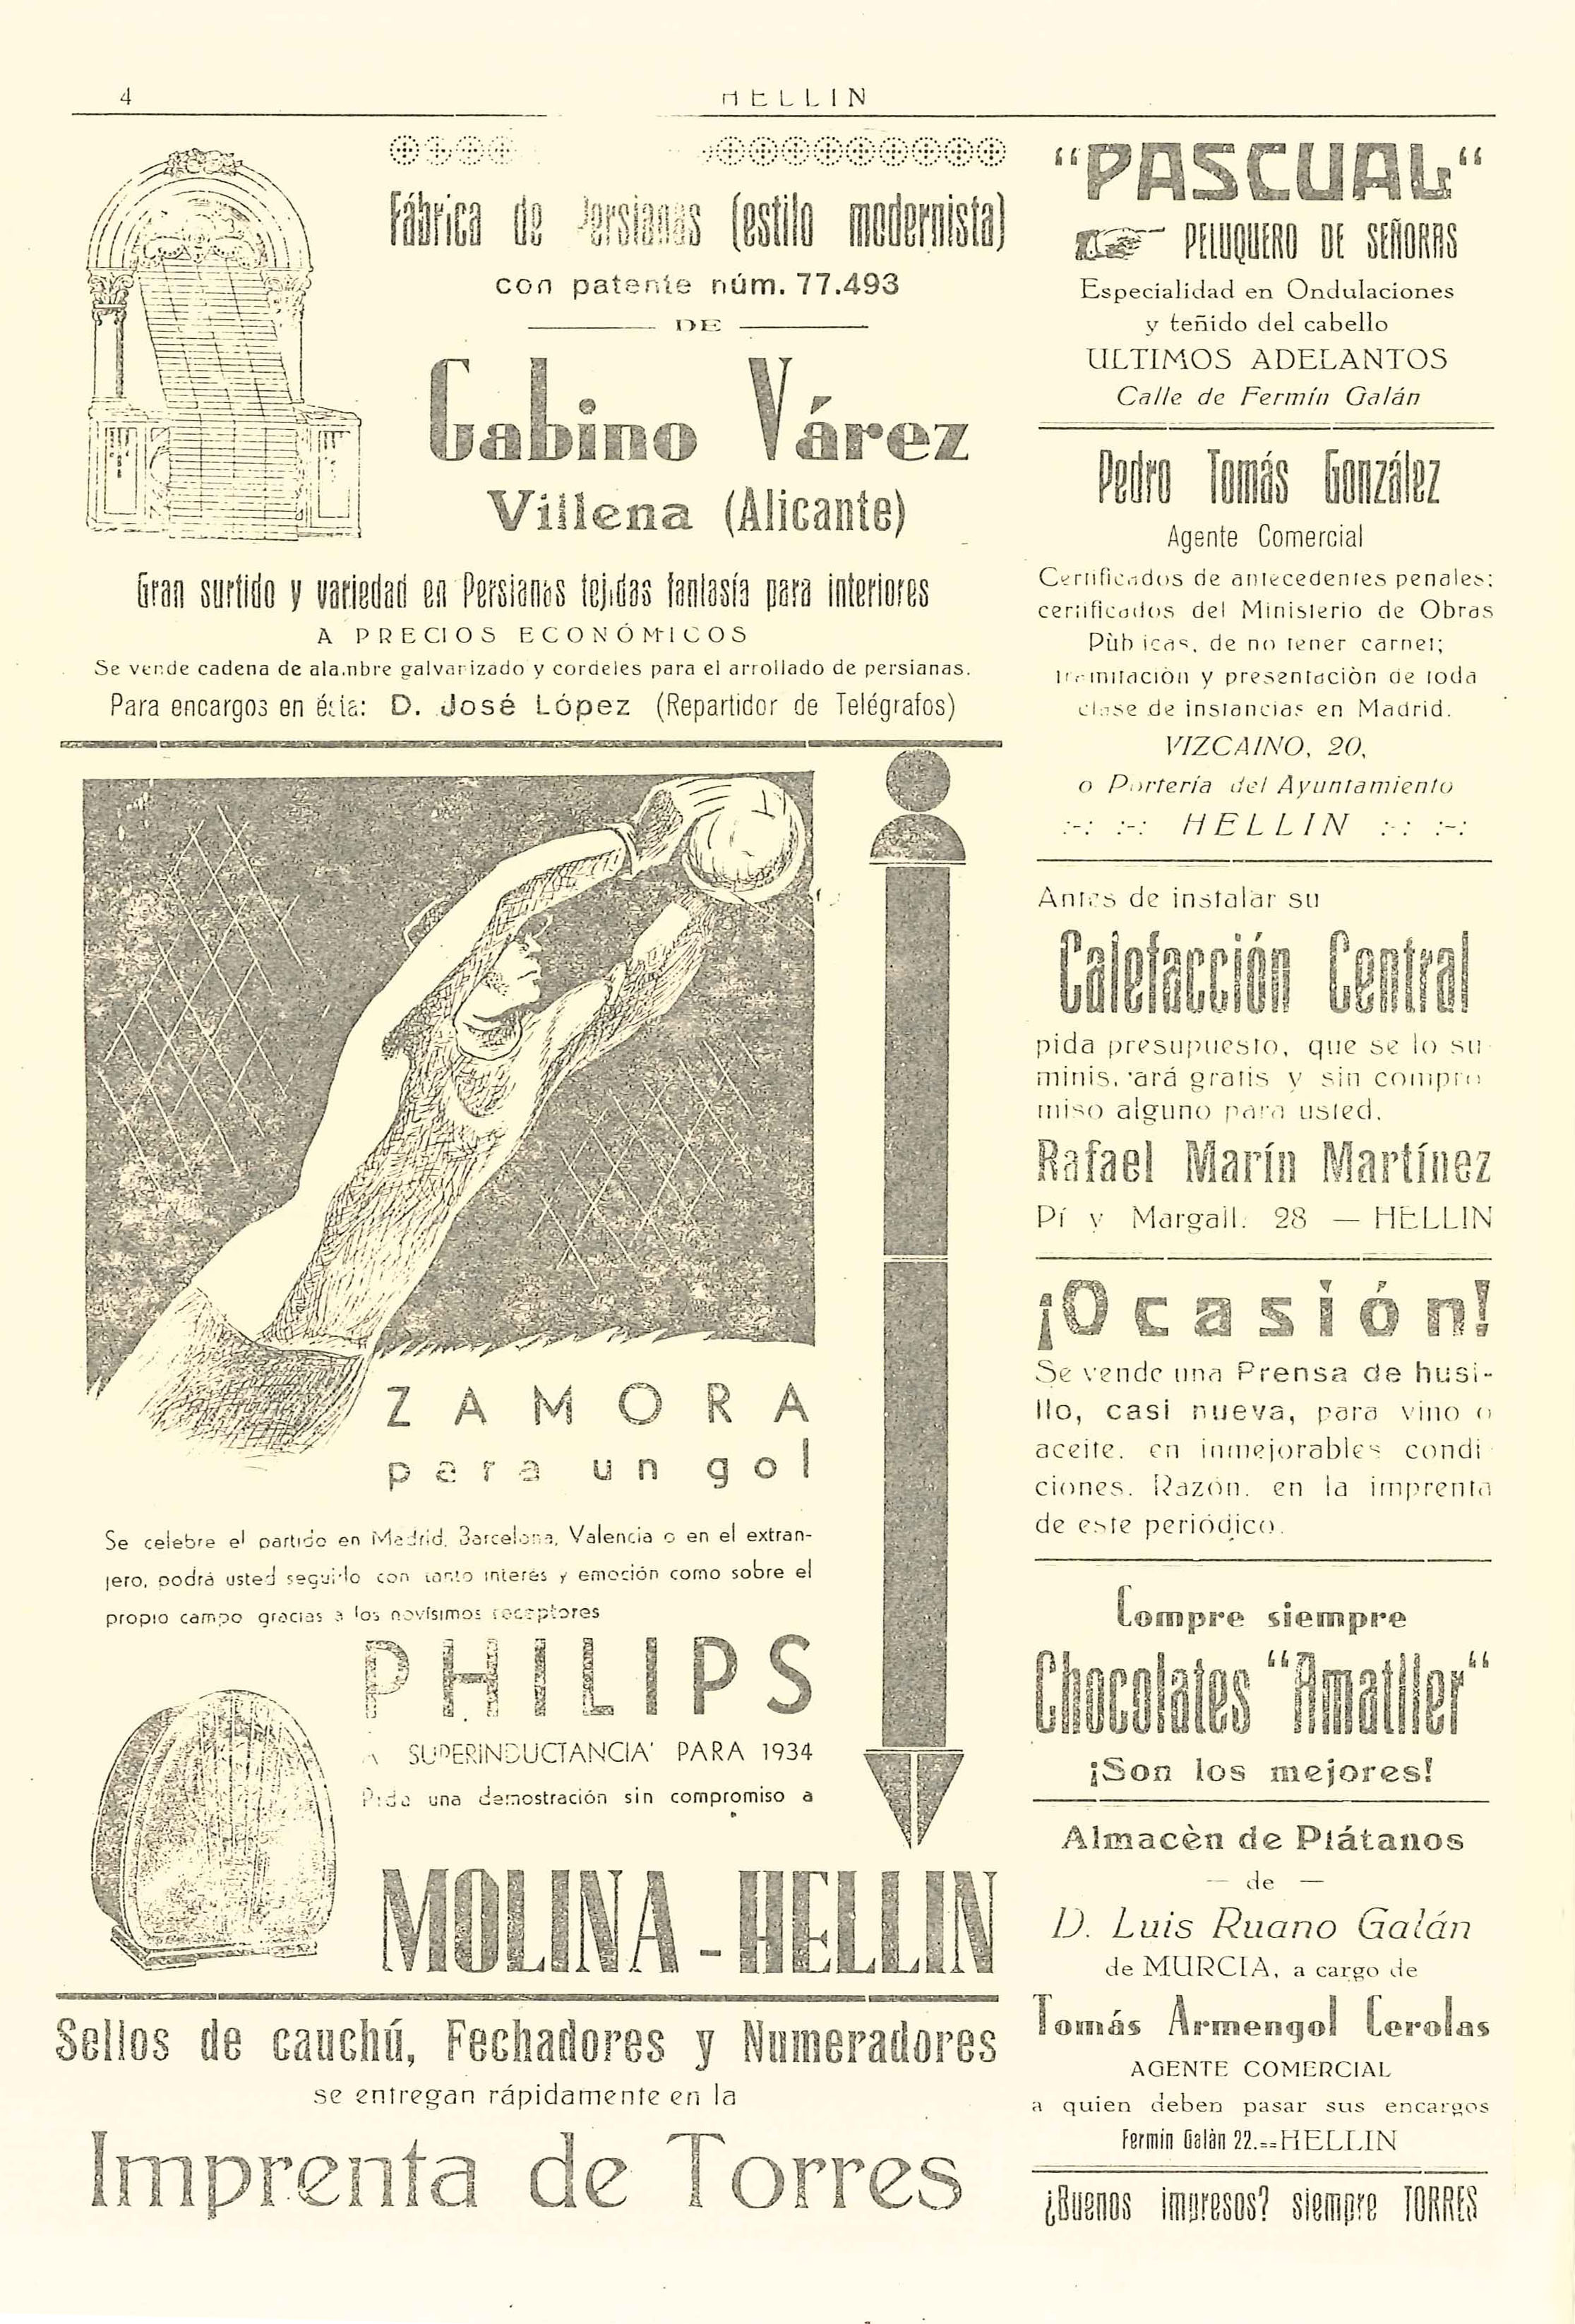 4
HELLIN
Fábrica de Persianas (estilo modernista)
con patente núm. 77.493
DE
Gabino Várez
Villena (Alicante)
Gran surtido y variedad en Persianas tejidas fantasía para interiores
A PRECIOS ECONÓMICOS
Se vende cadena de alambre galvanizado y cordeles para el arrollado de persianas.
Para encargos en ésta: D. José López (Repartidor de Telégrafos)
ZAMORA
para un gol
Se celebre el partido en Madrid, Barcelona, Valencia o en el extran-
jero, podrá usted seguirlo con tanto interés y emoción como sobre el
propio campo gracias a los novísimos receptores
PHILIPS
A SUPERINDUCTANCIA' PARA 1934
Pida una demostración sin compromiso a
MOLINA - HELLIN
Sellos de cauchú, Fechadores y Numeradores
se entregan rápidamente en la
Imprenta de Torres
"PASCUAL"
PELUQUERO DE SEÑORAS
Especialidad en Ondulaciones
y teñido del cabello
ULTIMOS ADELANTOS
Calle de Fermín Galán
Pedro Tomás González
Agente Comercial
Certificados de antecedentes penales;
certificados del Ministerio de Obras
Pùblicas, de no tener carnet;
tramitaciòn y presentaciòn de toda
clase de instancias en Madrid.
VIZCAINO, 20,
o Portería del Ayuntamiento
:-: :-: HELLIN :-: :-:
Antes de instalar su
Calefacción Central
pida presupuesto, que se lo su
ministrará gratis y sin compro
miso alguno para usted.
Rafael Marín Martínez
Pí y Margall. 28 — HELLIN
¡Ocasión!
Se vende una Prensa de husi-
llo, casi nueva, para vino o
aceite. en inmejorables condi
ciones. Razón. en la imprenta
de este periódico.
Compre siempre
Chocolates "Amatller"
¡Son los mejores!
Almacèn de Plátanos
— de —
D. Luis Ruano Galán
de MURCIA, a cargo de
Tomás Armengol Cerolas
AGENTE COMERCIAL
a quien deben pasar sus encargos
Fermín Galàn 22.==HELLIN
¿Buenos impresos? siempre TORRES